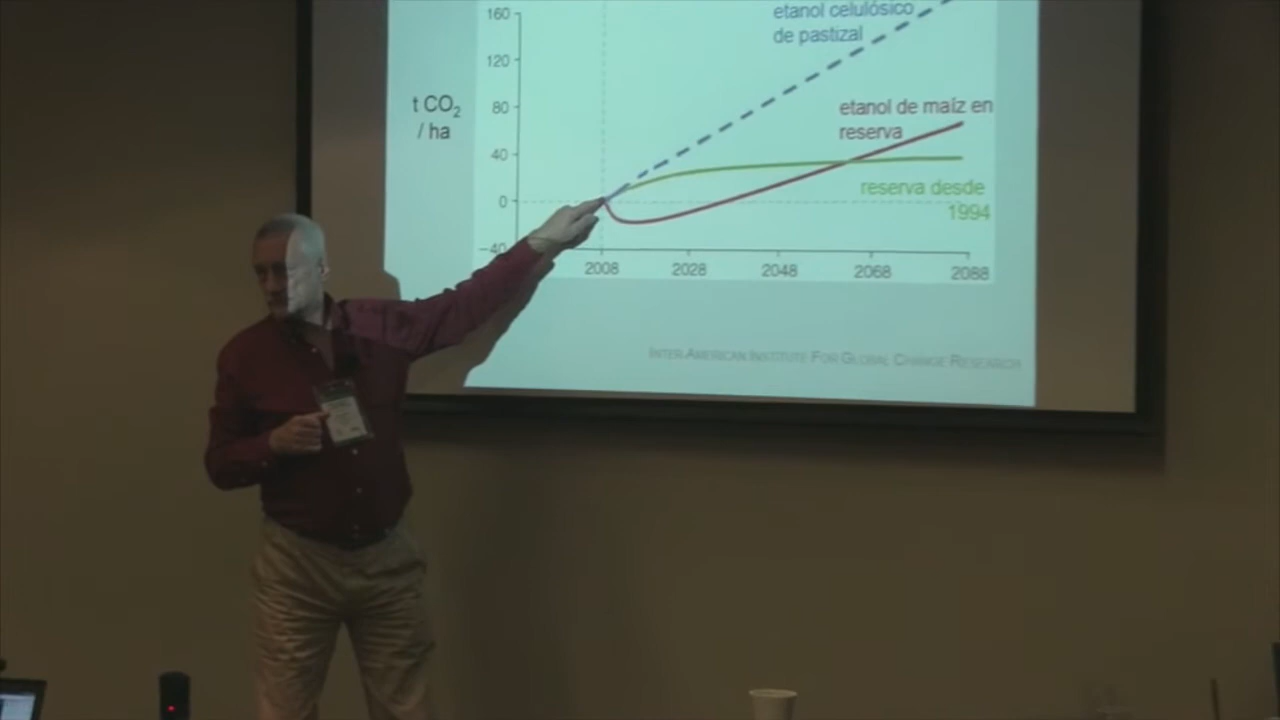 160
etanol celulósico
de pastizal
120
t CO₂
/ ha
80
etanol de maíz en
reserva
40
reserva desde
1994
0
−40
2008 2028 2048 2068 2088
INTER-AMERICAN INSTITUTE FOR GLOBAL CHANGE RESEARCH